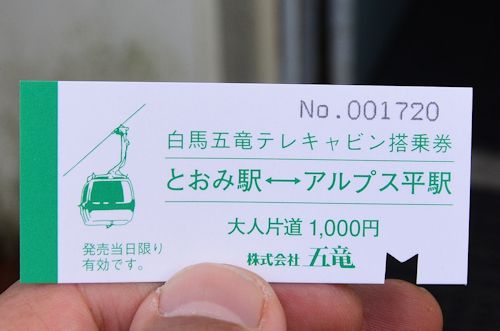 No.001720
白馬五竜テレキャビン搭乗券
とおみ駅←→アルプス平駅
大人片道 1,000円
発売当日限り
有効です。
株式会社 五竜